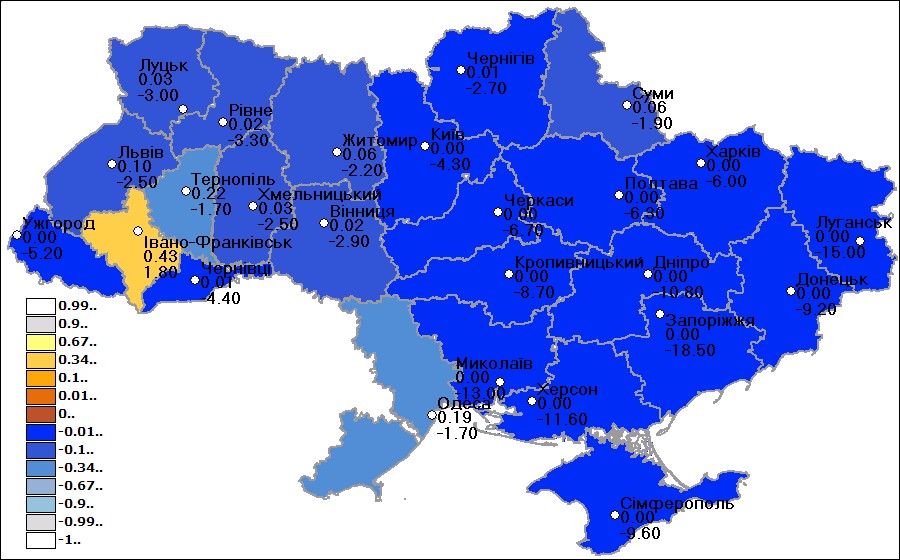 Чернігів
0.01
-2.70
Луцьк
0.03
-3.00
Суми
0.06
-1.90
Рівне
0.02
-3.30
Житомир
0.06
-2.20
Київ
0.00
-4.30
Харків
0.00
-6.00
Львів
0.10
-2.50
Тернопіль
0.22
-1.70
Хмельницький
0.03
-2.50
Полтава
0.00
-6.30
Вінниця
0.02
-2.90
Черкаси
0.00
-6.70
Ужгород
0.00
-5.20
Луганськ
0.00
-15.00
Івано-Франківськ
0.43
1.80
Чернівці
0.01
-4.40
Кропивницький
0.00
-8.70
Дніпро
0.00
-10.80
Донецьк
0.00
-9.20
Запоріжжя
0.00
-18.50
Миколаїв
0.00
-13.00
Херсон
0.00
-11.60
Одеса
0.19
-1.70
Сімферополь
0.00
-9.60
0.99..
0.9..
0.67..
0.34..
0.1..
0.01..
0..
-0.01..
-0.1..
-0.34..
-0.67..
-0.9..
-0.99..
-1..